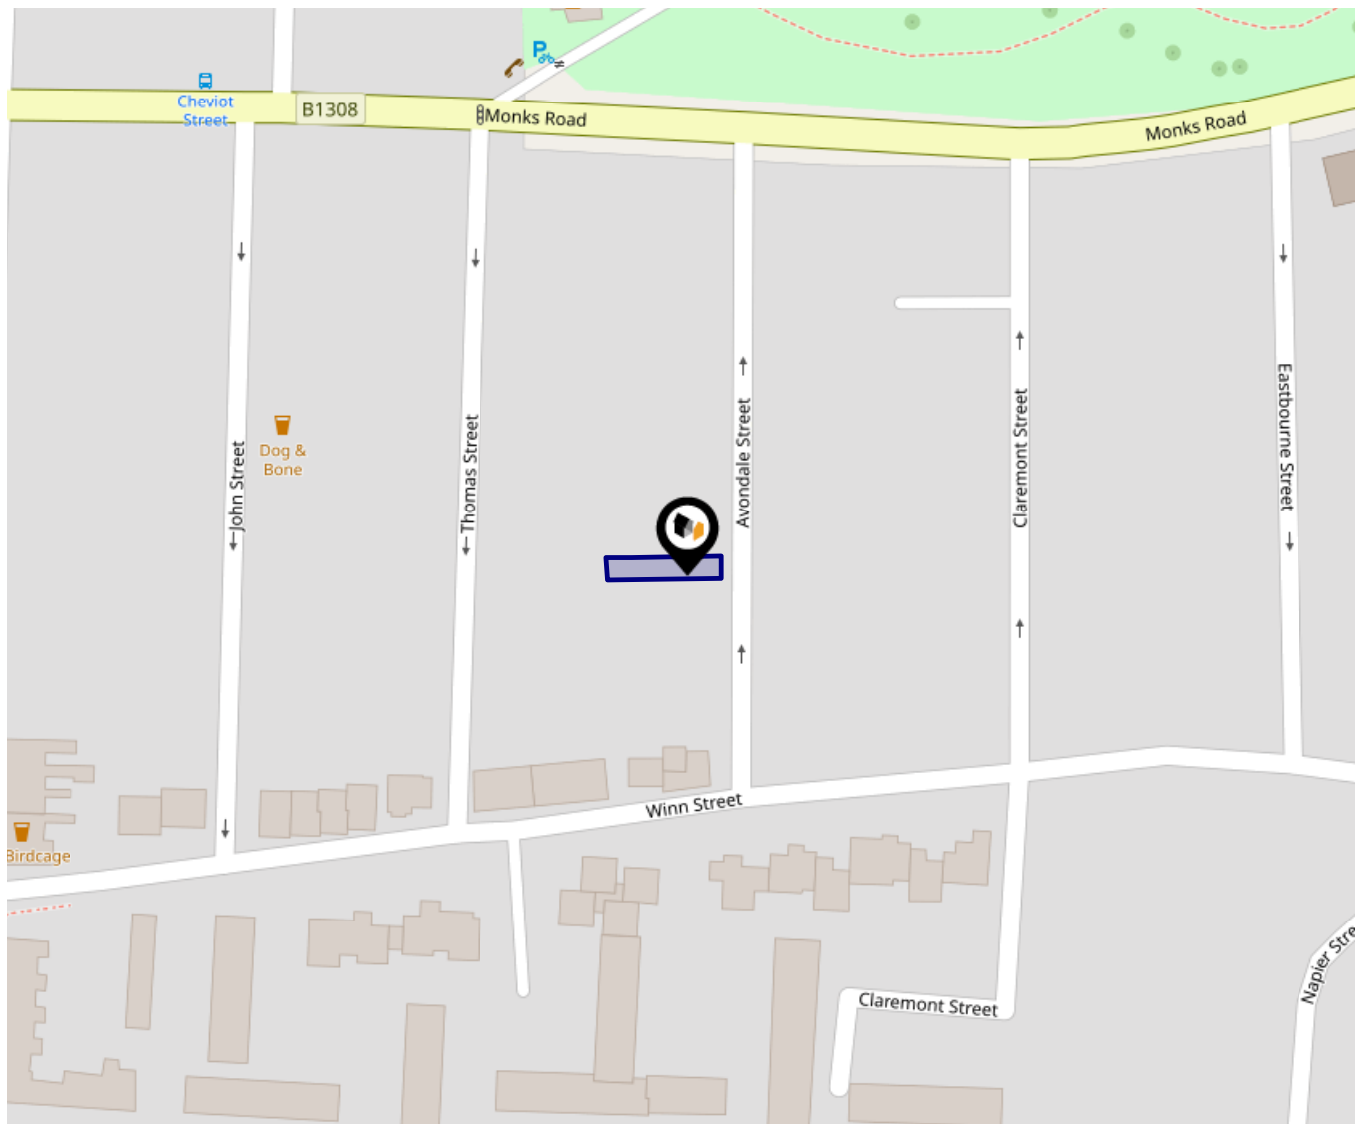 P
Cheviot
Street
B1308
Monks Road
Monks Road
Dog &
Bone
John Street
Thomas Street
Avondale Street
Claremont Street
Eastbourne Street
Winn Street
Birdcage
Claremont Street
Napier Stre